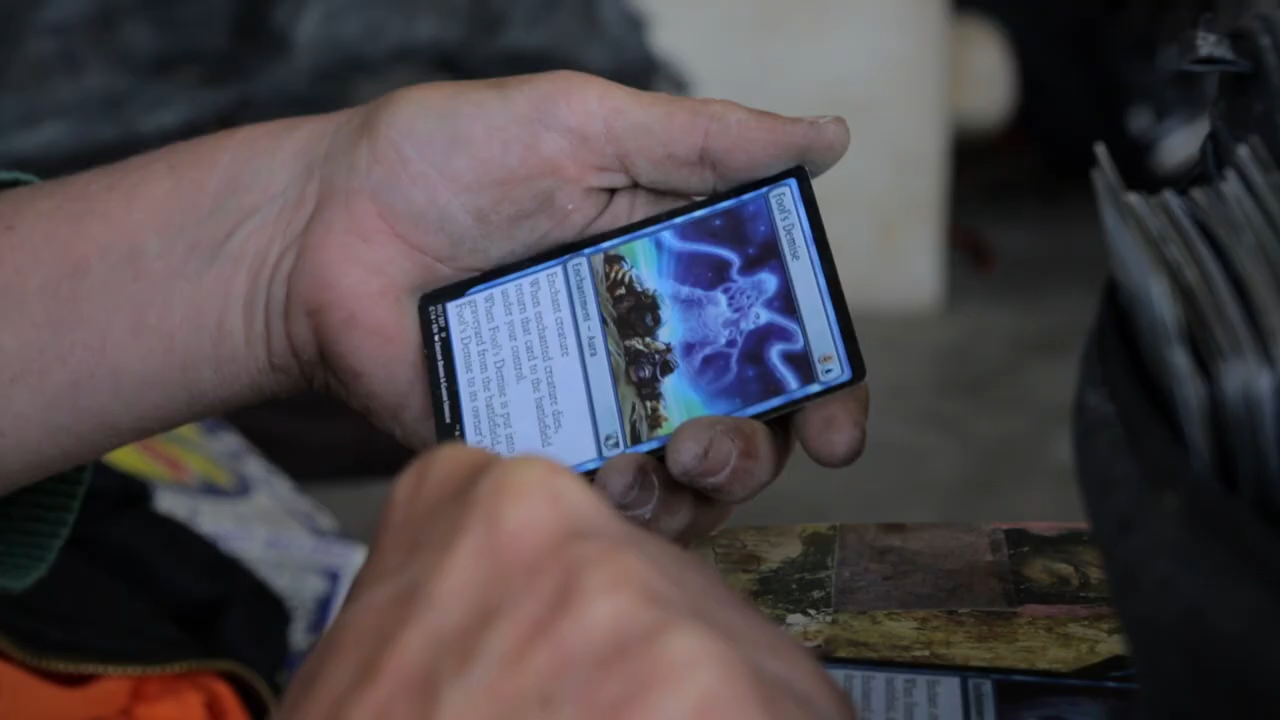 Fool's Demise
Enchantment – Aura
Enchant creature
When enchanted creature dies,
return that card to the battlefield
under your control.
When Fool's Demise is put into
graveyard from the battlefield,
Fool's Demise to its owner's